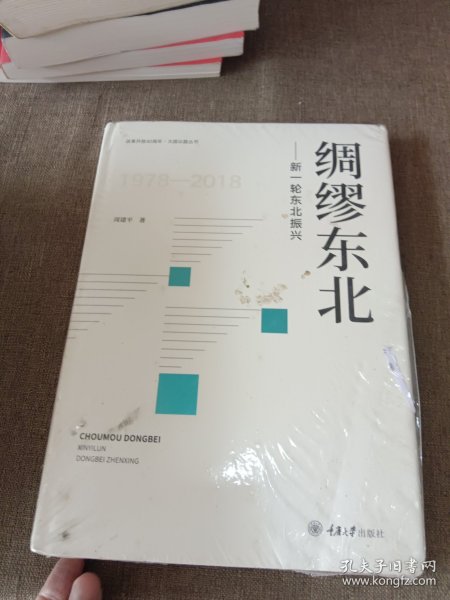 改革开放40周年·大国议题丛书
1978—2018
周建平 著
绸缪东北
——新一轮东北振兴
CHOUMOU DONGBEI
XINYILUN
DONGBEI ZHENXING
重庆大学出版社
孔夫子旧书网
www.kongfz.com